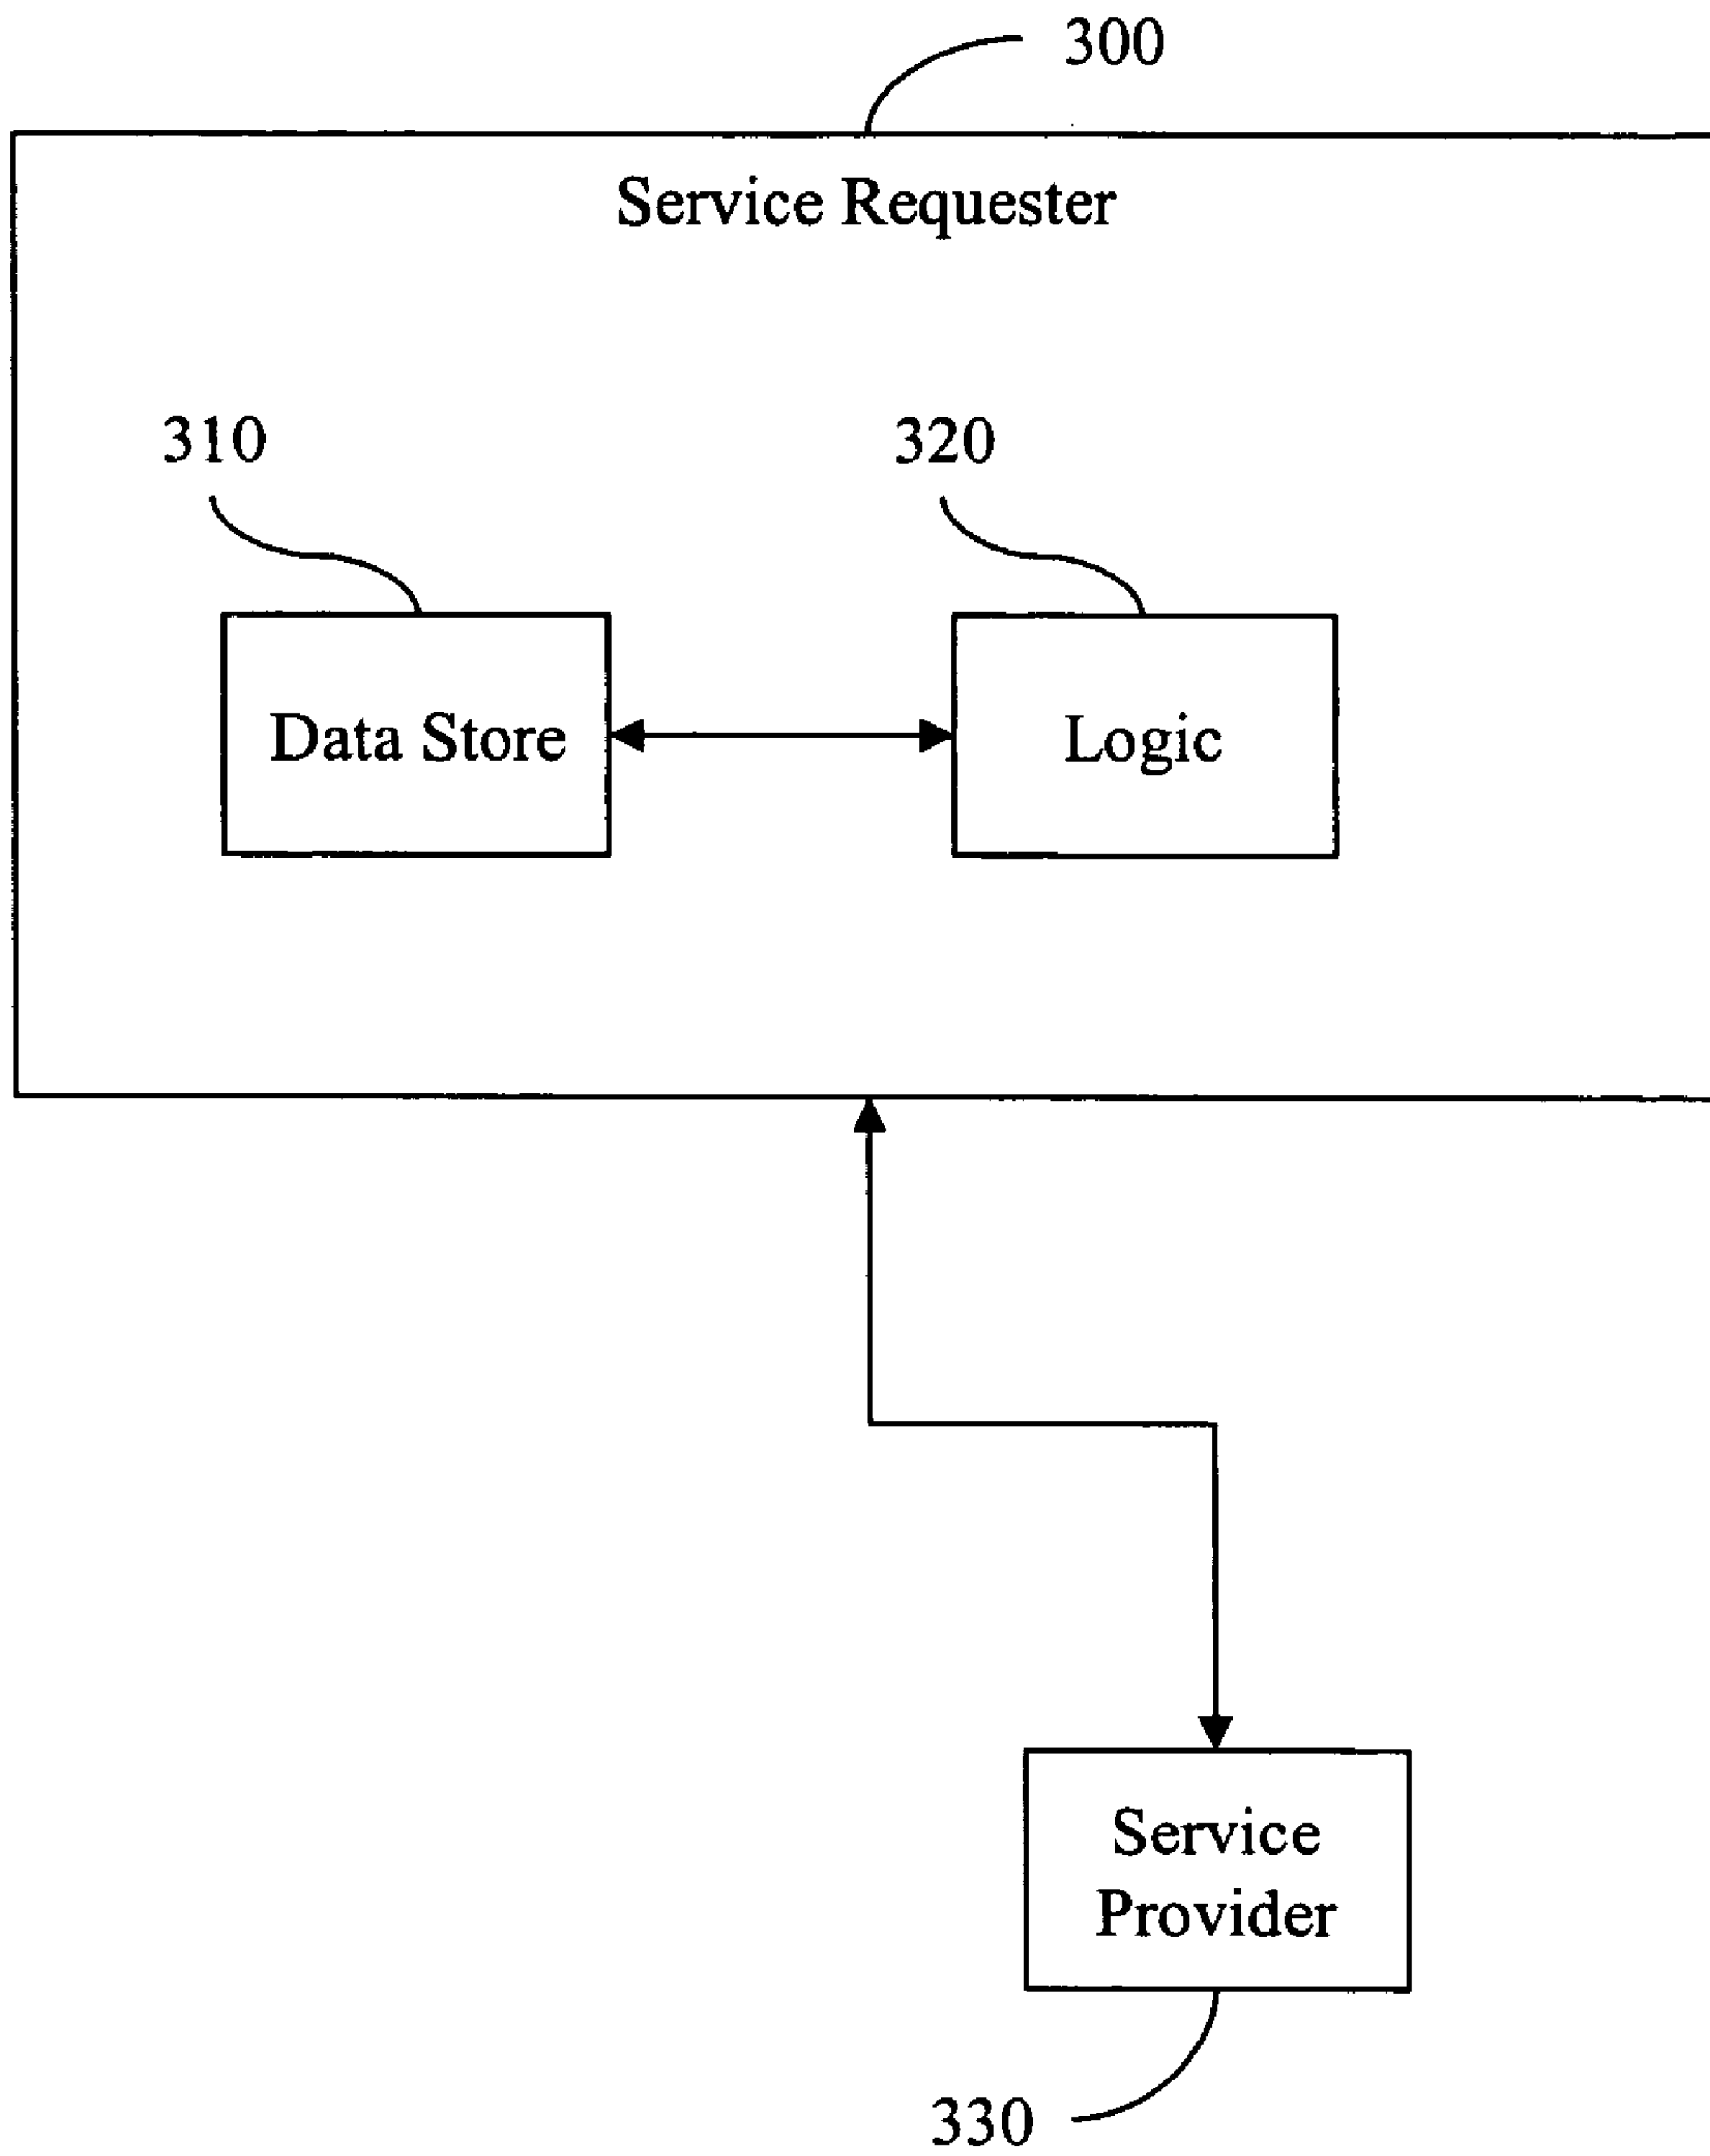 300
Service Requester
310
320
Data Store
Logic
Service
Provider
330